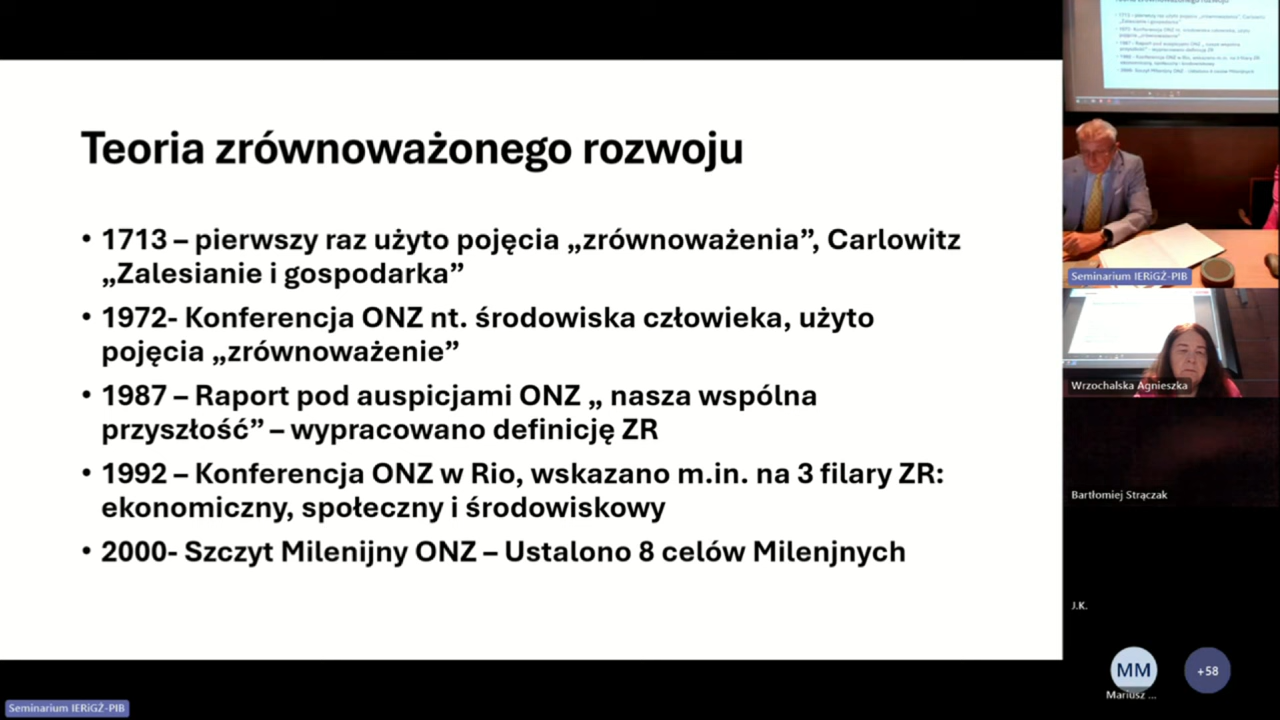 Teoria zrównoważonego rozwoju
• 1713 – pierwszy raz użyto pojęcia „zrównoważenia”, Carlowitz
„Zalesianie i gospodarka”
• 1972- Konferencja ONZ nt. środowiska człowieka, użyto
pojęcia „zrównoważenie”
• 1987 – Raport pod auspicjami ONZ „ nasza wspólna
przyszłość” – wypracowano definicję ZR
• 1992 – Konferencja ONZ w Rio, wskazano m.in. na 3 filary ZR:
ekonomiczny, społeczny i środowiskowy
• 2000- Szczyt Milenijny ONZ – Ustalono 8 celów Milenjnych
Seminarium IERiGŻ-PIB
Seminarium IERiGŻ-PIB
Wrzochalska Agnieszka
Bartłomiej Strączak
J.K.
MM
Mariusz ...
+58